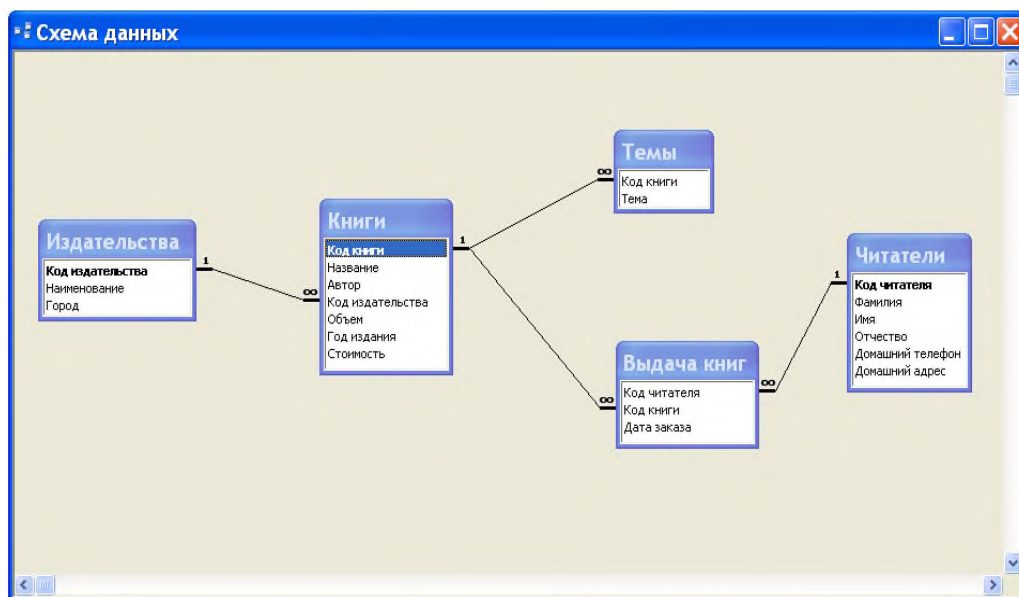 Схема данных
Издательства
Код издательства
Наименование
Город
1
∞
Книги
Код книги
Название
Автор
Код издательства
Объем
Год издания
Стоимость
1
∞
Темы
Код книги
Тема
∞
Выдача книг
Код читателя
Код книги
Дата заказа
∞
1
Читатели
Код читателя
Фамилия
Имя
Отчество
Домашний телефон
Домашний адрес